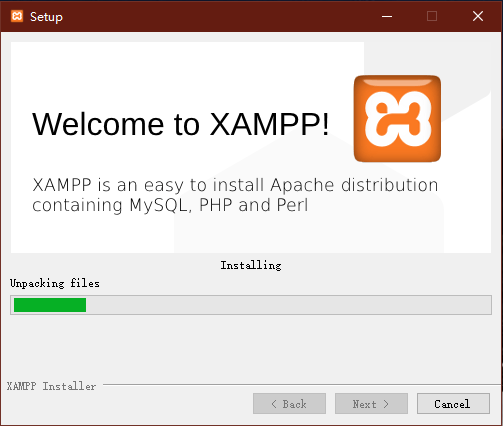 Setup
Welcome to XAMPP!
XAMPP is an easy to install Apache distribution
containing MySQL, PHP and Perl
Installing
Unpacking files
XAMPP Installer
< Back
Next >
Cancel